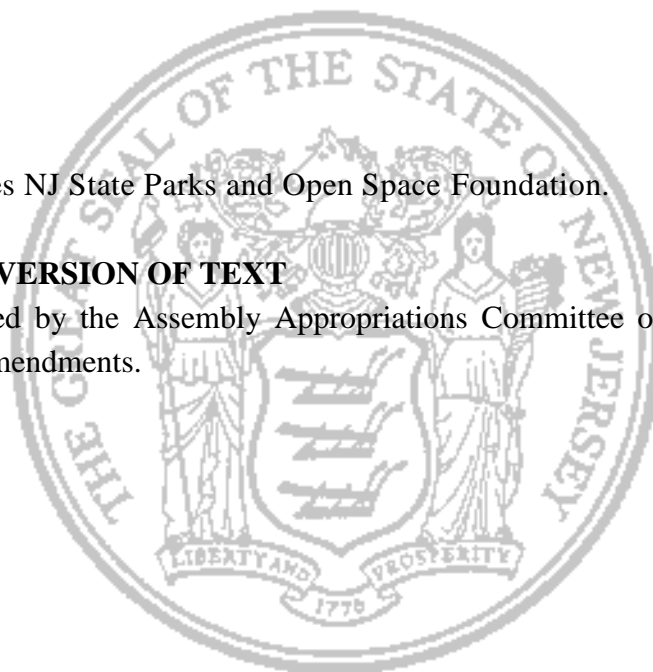 THE GREAT SEAL OF THE STATE OF NEW JERSEY
es NJ State Parks and Open Space Foundation.
VERSION OF TEXT
ed by the Assembly Appropriations Committee o
mendments.
LIBERTY AND PROSPERITY
1776